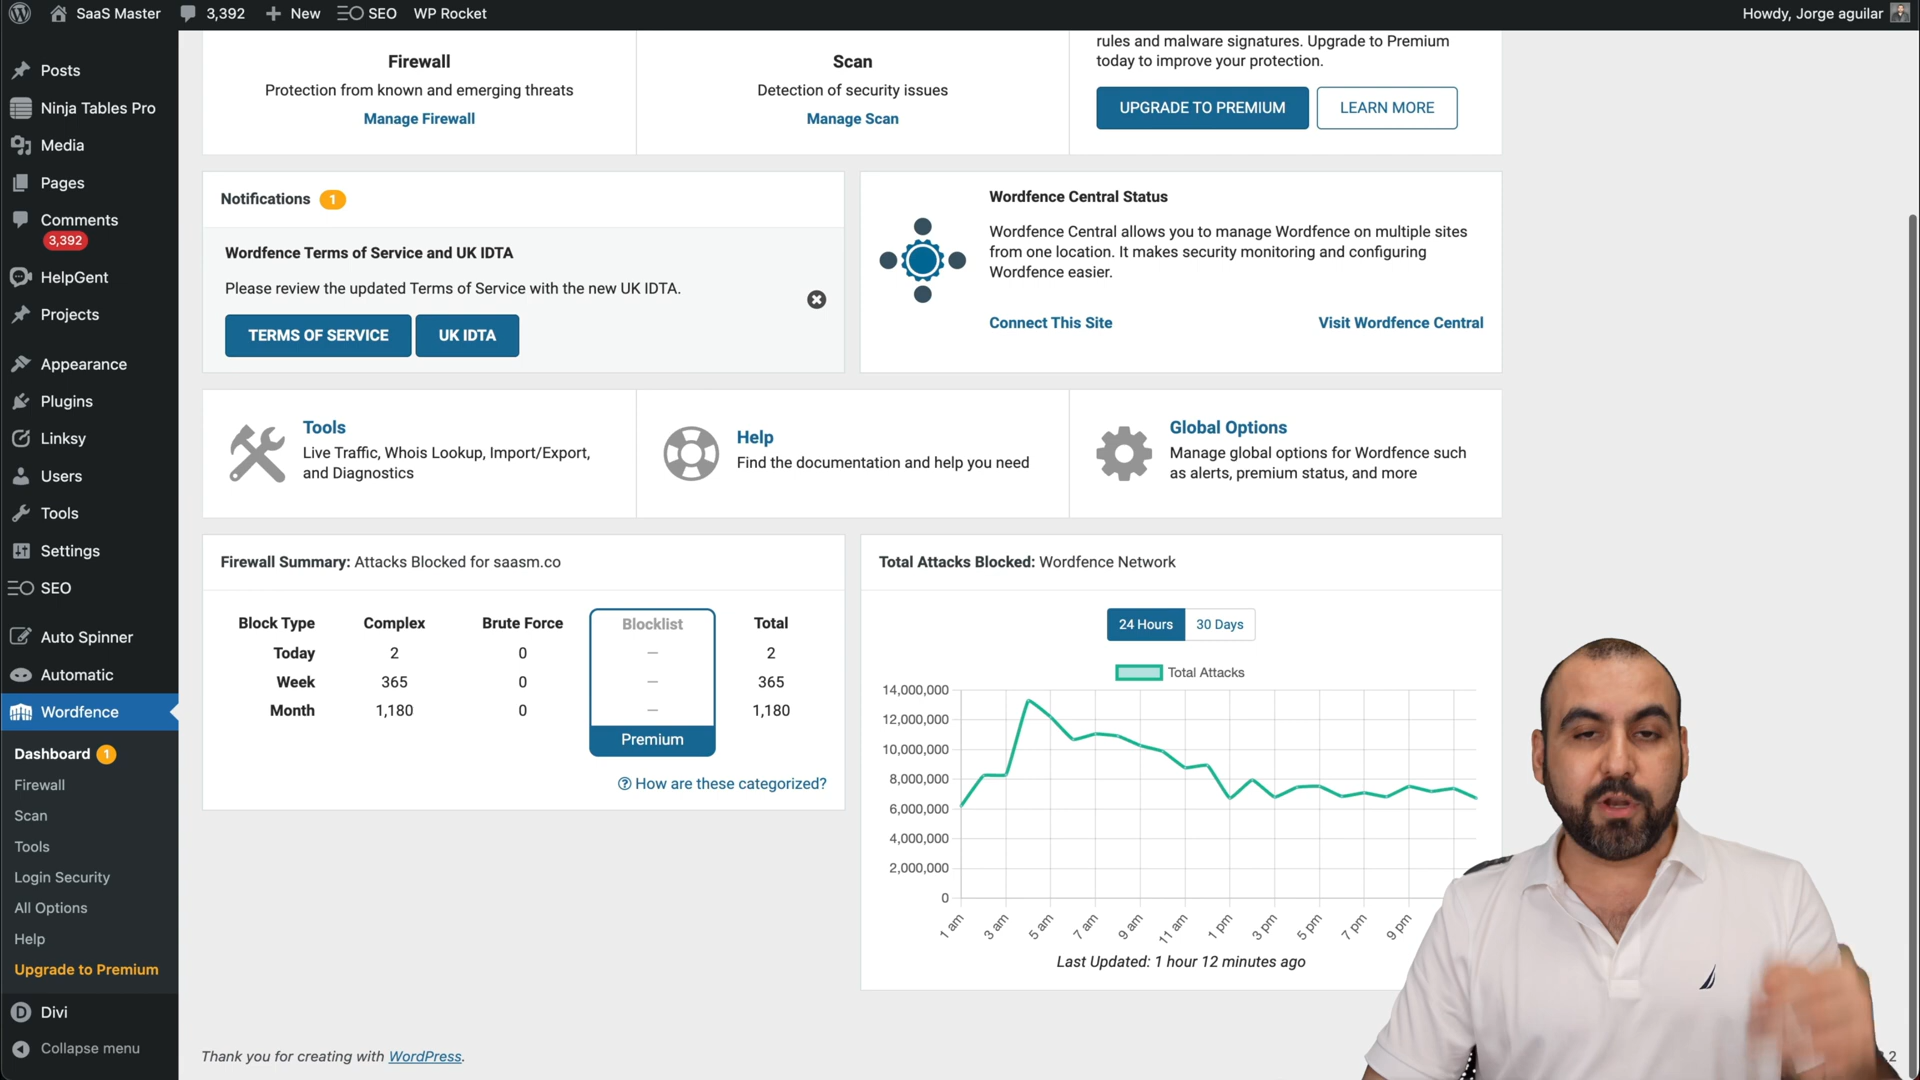 SaaS Master
3,392
New
SEO
WP Rocket
Howdy, Jorge aguilar
Posts
Ninja Tables Pro
Media
Pages
Comments
3,392
HelpGent
Projects
Appearance
Plugins
Linksy
Users
Tools
Settings
SEO
Auto Spinner
Automatic
Wordfence
Dashboard 1
Firewall
Scan
Tools
Login Security
All Options
Help
Upgrade to Premium
Divi
Collapse menu
Firewall
Protection from known and emerging threats
Manage Firewall
Scan
Detection of security issues
Manage Scan
rules and malware signatures. Upgrade to Premium
today to improve your protection.
UPGRADE TO PREMIUM
LEARN MORE
Notifications 1
Wordfence Terms of Service and UK IDTA
Please review the updated Terms of Service with the new UK IDTA.
TERMS OF SERVICE
UK IDTA
Wordfence Central Status
Wordfence Central allows you to manage Wordfence on multiple sites
from one location. It makes security monitoring and configuring
Wordfence easier.
Connect This Site
Visit Wordfence Central
Tools
Live Traffic, Whois Lookup, Import/Export,
and Diagnostics
Help
Find the documentation and help you need
Global Options
Manage global options for Wordfence such
as alerts, premium status, and more
Firewall Summary: Attacks Blocked for saasm.co
Block Type Complex Brute Force Blocklist Total
Today 2 0 — 2
Week 365 0 — 365
Month 1,180 0 — 1,180
Premium
How are these categorized?
Total Attacks Blocked: Wordfence Network
24 Hours
30 Days
Total Attacks
14,000,000
12,000,000
10,000,000
8,000,000
6,000,000
4,000,000
2,000,000
0
1 am
3 am
5 am
7 am
9 am
11 am
1 pm
3 pm
5 pm
7 pm
9 pm
Last Updated: 1 hour 12 minutes ago
Thank you for creating with WordPress.